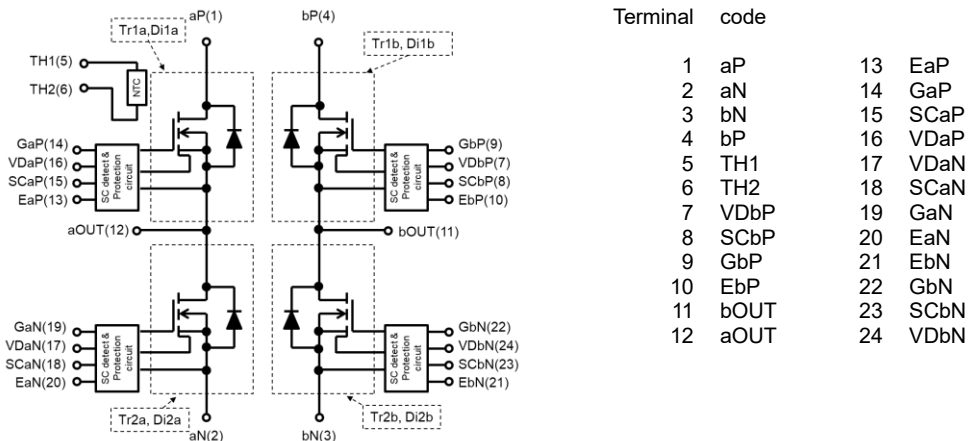 aP(1)
bP(4)
Tr1a,Di1a
Tr1b, Di1b
TH1(5)
TH2(6)
NTC
GaP(14)
VDaP(16)
SCaP(15)
EaP(13)
SC detect &
Protection
circuit
GbP(9)
VDbP(7)
SCbP(8)
EbP(10)
SC detect &
Protection
circuit
aOUT(12)
bOUT(11)
GaN(19)
VDaN(17)
SCaN(18)
EaN(20)
SC detect &
Protection
circuit
GbN(22)
VDbN(24)
SCbN(23)
EbN(21)
SC detect &
Protection
circuit
Tr2a, Di2a
Tr2b, Di2b
aN(2)
bN(3)
Terminal code
1 aP 13 EaP
2 aN 14 GaP
3 bN 15 SCaP
4 bP 16 VDaP
5 TH1 17 VDaN
6 TH2 18 SCaN
7 VDbP 19 GaN
8 SCbP 20 EaN
9 GbP 21 EbN
10 EbP 22 GbN
11 bOUT 23 SCbN
12 aOUT 24 VDbN